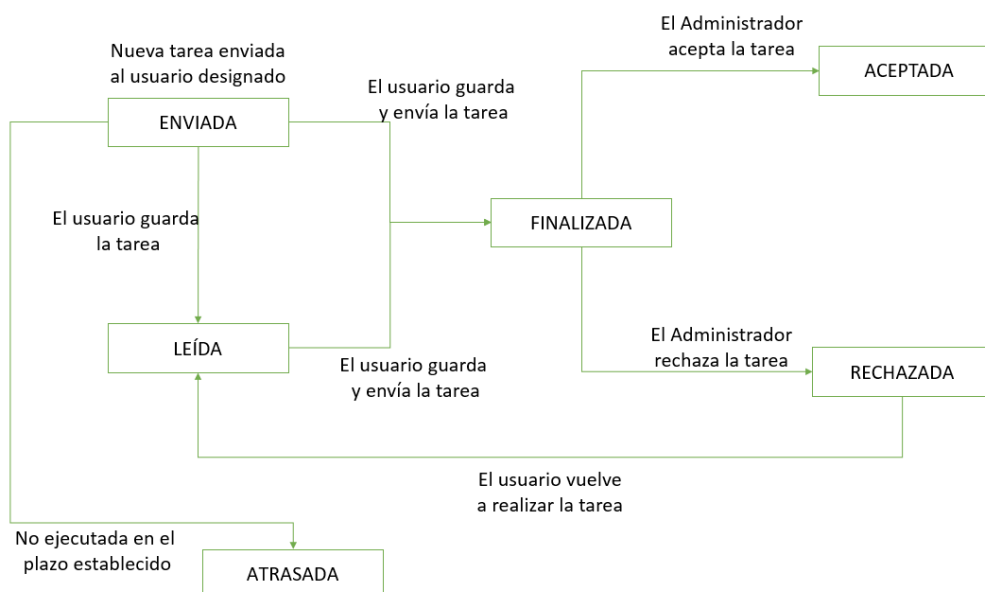 El Administrador
acepta la tarea
ACEPTADA
Nueva tarea enviada
al usuario designado
El usuario guarda
y envía la tarea
ENVIADA
El usuario guarda
la tarea
FINALIZADA
LEÍDA
El usuario guarda
y envía la tarea
El Administrador
rechaza la tarea
RECHAZADA
El usuario vuelve
a realizar la tarea
No ejecutada en el
plazo establecido
ATRASADA